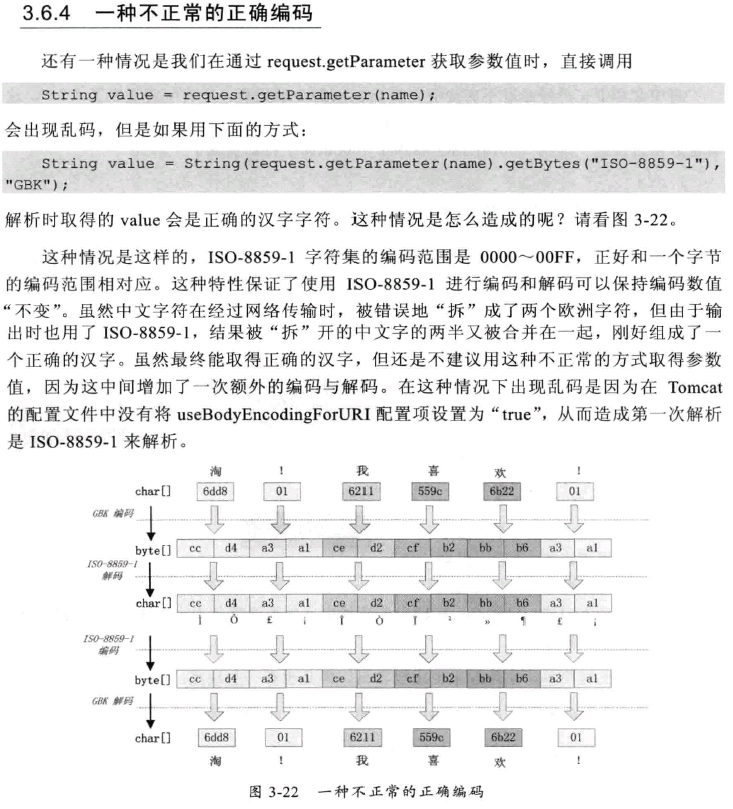 3.6.4 一种不正常的正确编码
还有一种情况是我们在通过 request.getParameter 获取参数值时，直接调用
String value = request.getParameter(name);
会出现乱码，但是如果用下面的方式：
String value = String(request.getParameter(name).getBytes("ISO-8859-1"),
"GBK");
解析时取得的 value 会是正确的汉字字符。这种情况是怎么造成的呢？请看图 3-22。
这种情况是这样的，ISO-8859-1 字符集的编码范围是 0000～00FF，正好和一个字节
的编码范围相对应。这种特性保证了使用 ISO-8859-1 进行编码和解码可以保持编码数值
“不变”。虽然中文字符在经过网络传输时，被错误地“拆”成了两个欧洲字符，但由于输
出时也用了 ISO-8859-1，结果被“拆”开的中文字的两半又被合并在一起，刚好组成了一
个正确的汉字。虽然最终能取得正确的汉字，但还是不建议用这种不正常的方式取得参数
值，因为这中间增加了一次额外的编码与解码。在这种情况下出现乱码是因为在 Tomcat
的配置文件中没有将 useBodyEncodingForURI 配置项设置为“true”，从而造成第一次解析
是 ISO-8859-1 来解析。
淘 ！ 我 喜 欢 ！
char[] 6dd8 01 6211 559c 6b22 01
GBK 编码
byte[] cc d4 a3 a1 ce d2 cf b2 bb b6 a3 a1
ISO-8859-1
解码
char[] cc d4 a3 a1 ce d2 cf b2 bb b6 a3 a1
Ì Ô £ ¡ Î Ò Ï ² » ¶ £ ¡
ISO-8859-1
编码
byte[] cc d4 a3 a1 ce d2 cf b2 bb b6 a3 a1
GBK 解码
char[] 6dd8 01 6211 559c 6b22 01
淘 ！ 我 喜 欢 ！
图 3-22 一种不正常的正确编码